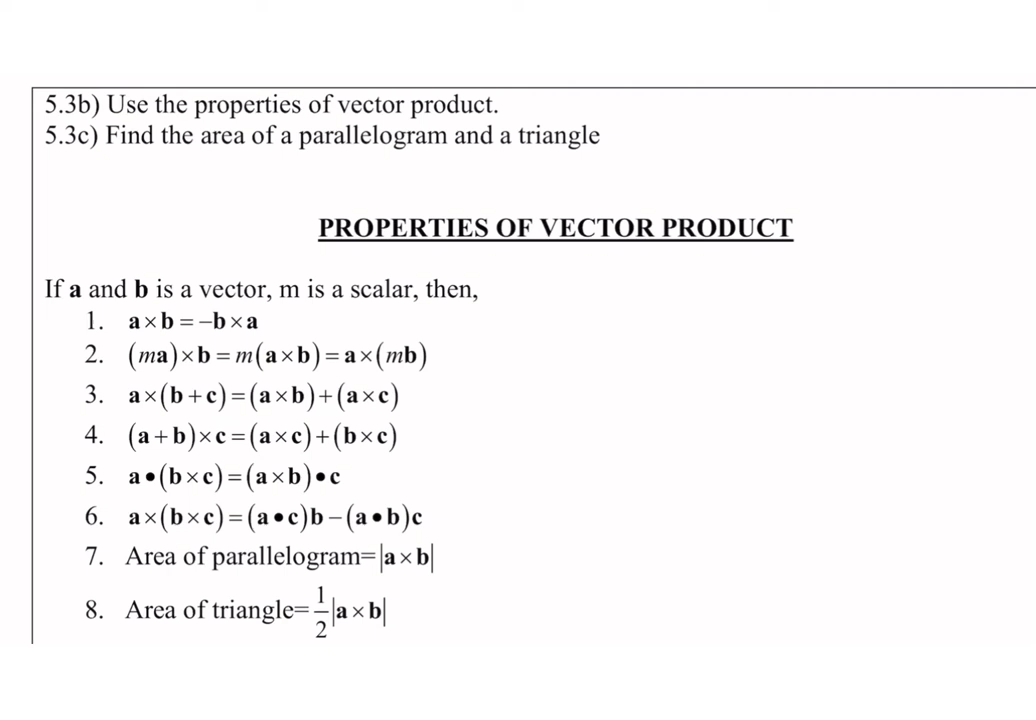 5.3b) Use the properties of vector product.
5.3c) Find the area of a parallelogram and a triangle
PROPERTIES OF VECTOR PRODUCT
If a and b is a vector, m is a scalar, then,
1. a×b = −b×a
2. (ma)×b = m(a×b) = a×(mb)
3. a×(b+c) = (a×b)+(a×c)
4. (a+b)×c = (a×c)+(b×c)
5. a•(b×c) = (a×b)•c
6. a×(b×c) = (a•c)b−(a•b)c
7. Area of parallelogram=|a×b|
8. Area of triangle=1/2|a×b|